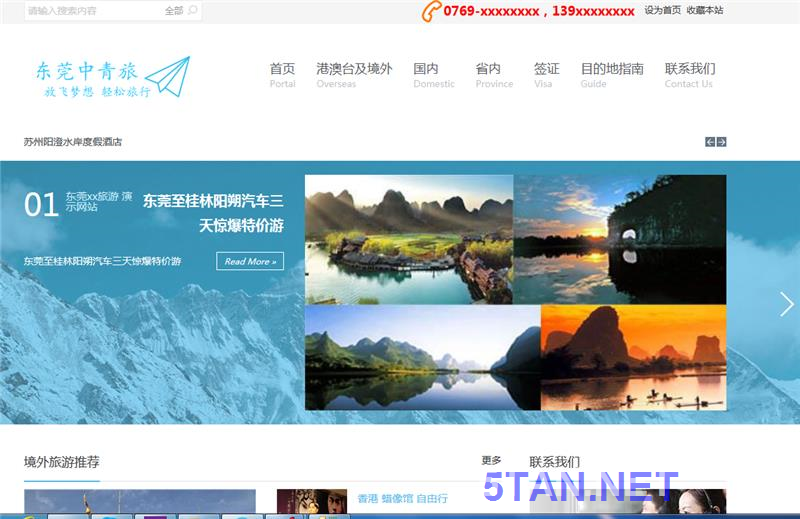 请输入搜索内容 全部
0769-xxxxxxxx，139xxxxxxxx 设为首页 收藏本站
东莞中青旅
放飞梦想 轻松旅行
首页 港澳台及境外 国内 省内 签证 目的地指南 联系我们
Portal Overseas Domestic Province Visa Guide Contact Us
苏州阳澄水岸度假酒店
01 东莞xx旅游 演示网站
东莞至桂林阳朔汽车三
天惊爆特价游
东莞至桂林阳朔汽车三天惊爆特价游 Read More »
境外旅游推荐 更多 联系我们
5TAN.NET
香港 蜡像馆 自由行